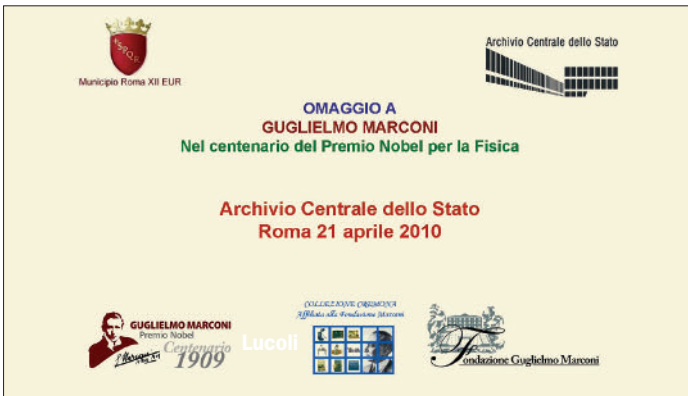 S.P.Q.R.
Municipio Roma XII EUR
Archivio Centrale dello Stato
OMAGGIO A
GUGLIELMO MARCONI
Nel centenario del Premio Nobel per la Fisica
Archivio Centrale dello Stato
Roma 21 aprile 2010
GUGLIELMO MARCONI
Premio Nobel
Centenario
1909
Lucoli
COLLEZIONE CREMONA
Affiliata alla Fondazione Marconi
Fondazione Guglielmo Marconi